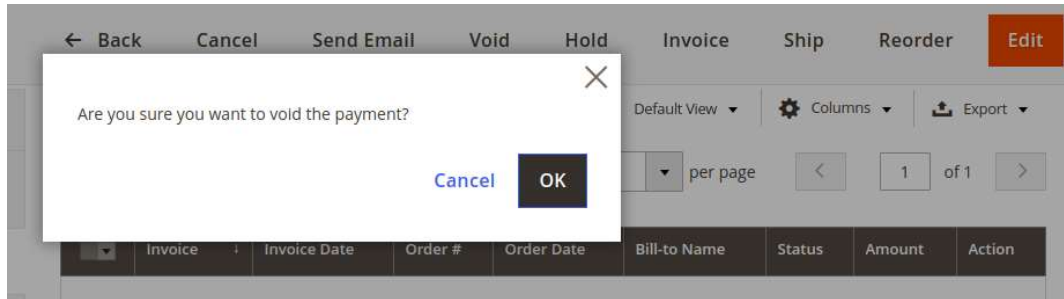 ← Back Cancel Send Email Void Hold Invoice Ship Reorder Edit
Are you sure you want to void the payment?
Cancel OK
Default View Columns Export
per page 1 of 1
Invoice ↓ Invoice Date Order # Order Date Bill-to Name Status Amount Action